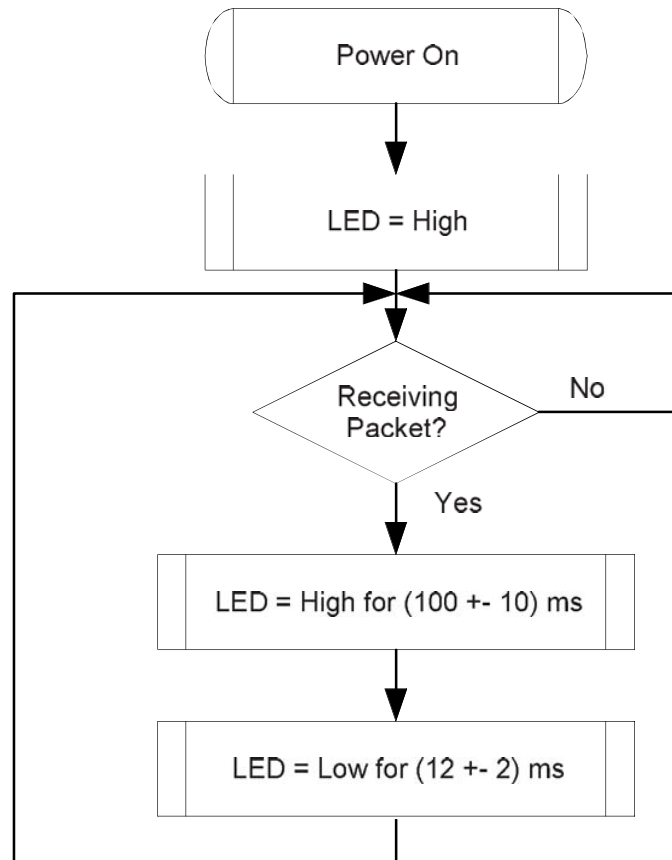 Power On
LED = High
Receiving
Packet?
No
Yes
LED = High for (100 +- 10) ms
LED = Low for (12 +- 2) ms